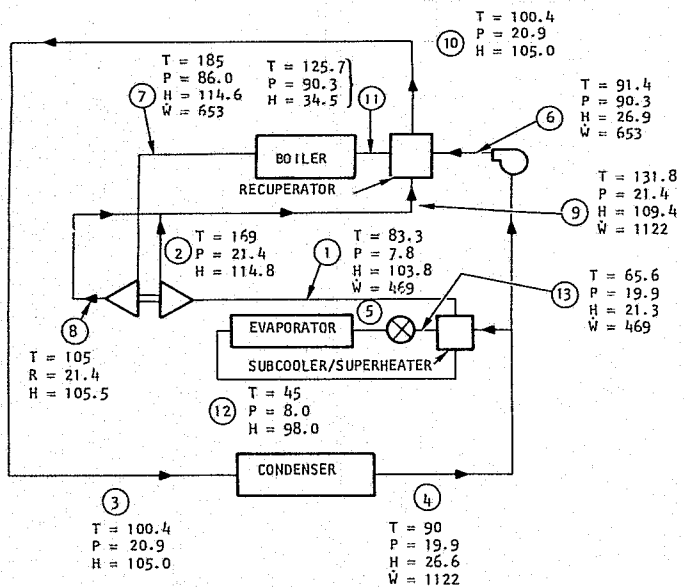 T = 100.4
⑩ P = 20.9
H = 105.0
T = 185
P = 86.0
⑦ H = 114.6
Ẇ = 653
T = 125.7
P = 90.3
H = 34.5
⑪
T = 91.4
P = 90.3
⑥ H = 26.9
Ẇ = 653
BOILER
RECUPERATOR
T = 131.8
P = 21.4
⑨ H = 109.4
Ẇ = 1122
② T = 169
P = 21.4
H = 114.8
① T = 83.3
P = 7.8
H = 103.8
Ẇ = 469
T = 65.6
⑬ P = 19.9
H = 21.3
Ẇ = 469
⑤
EVAPORATOR
SUBCOOLER/SUPERHEATER
⑧
T = 105
R = 21.4
H = 105.5
T = 45
⑫ P = 8.0
H = 98.0
CONDENSER
③
T = 100.4
P = 20.9
H = 105.0
④
T = 90
P = 19.9
H = 26.6
Ẇ = 1122